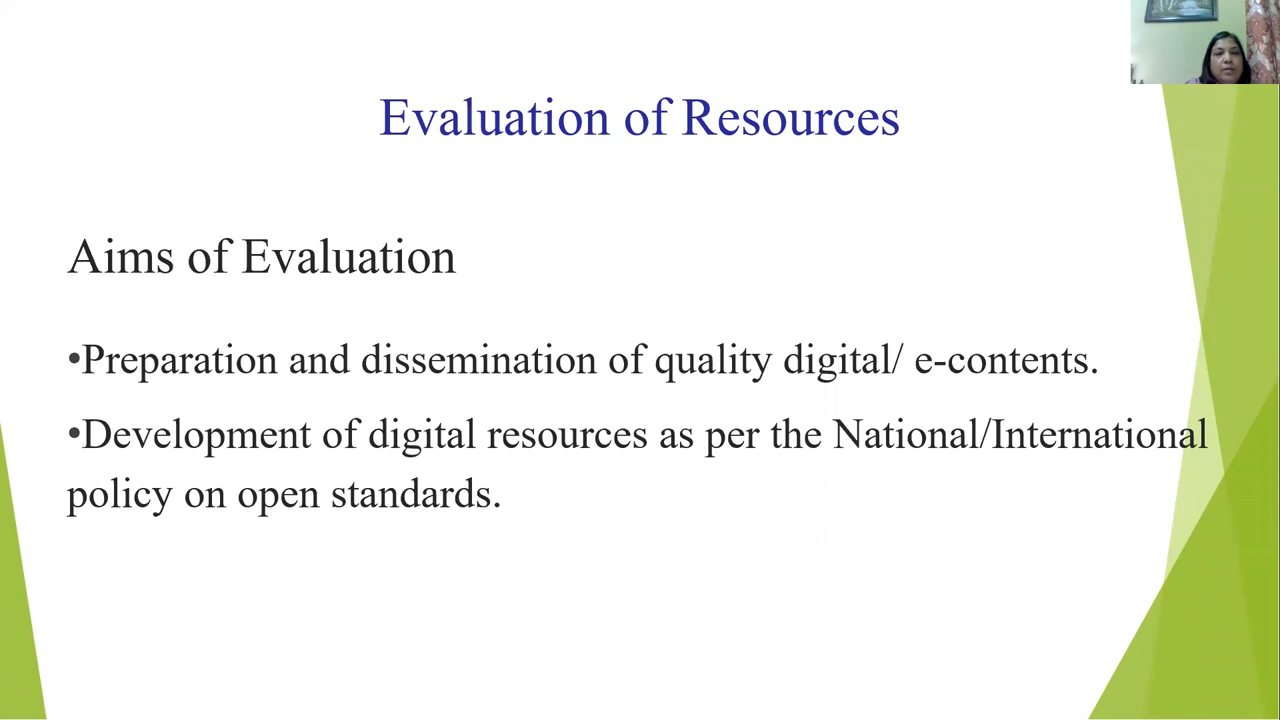 Evaluation of Resources
Aims of Evaluation
•Preparation and dissemination of quality digital/ e-contents.
•Development of digital resources as per the National/International
policy on open standards.